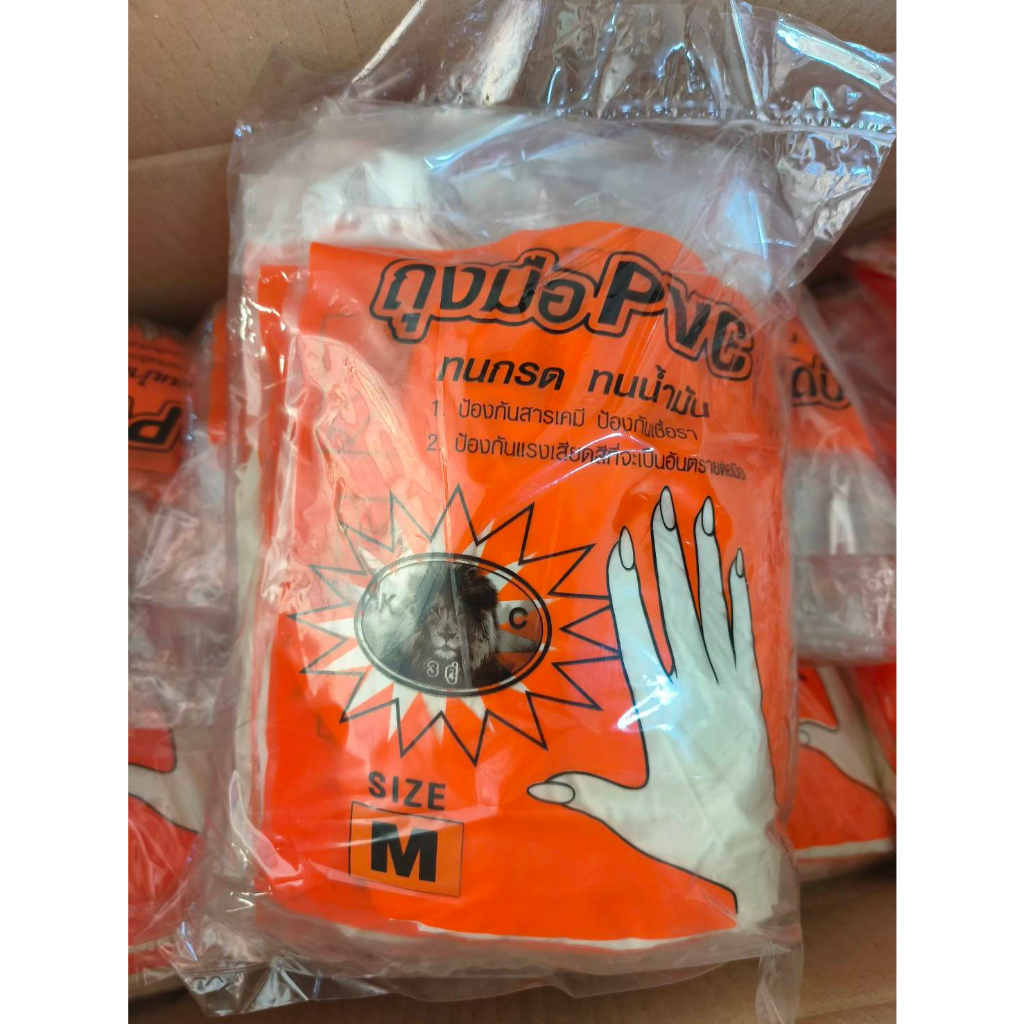 ถุงมือ PVC
ทนกรด ทนน้ำมัน
1. ป้องกันสารเคมี ป้องกันเชื้อรา
2. ป้องกันแรงเสียดสีที่จะเป็นอันตรายต่อมือ
K C
3 คู่
SIZE
M